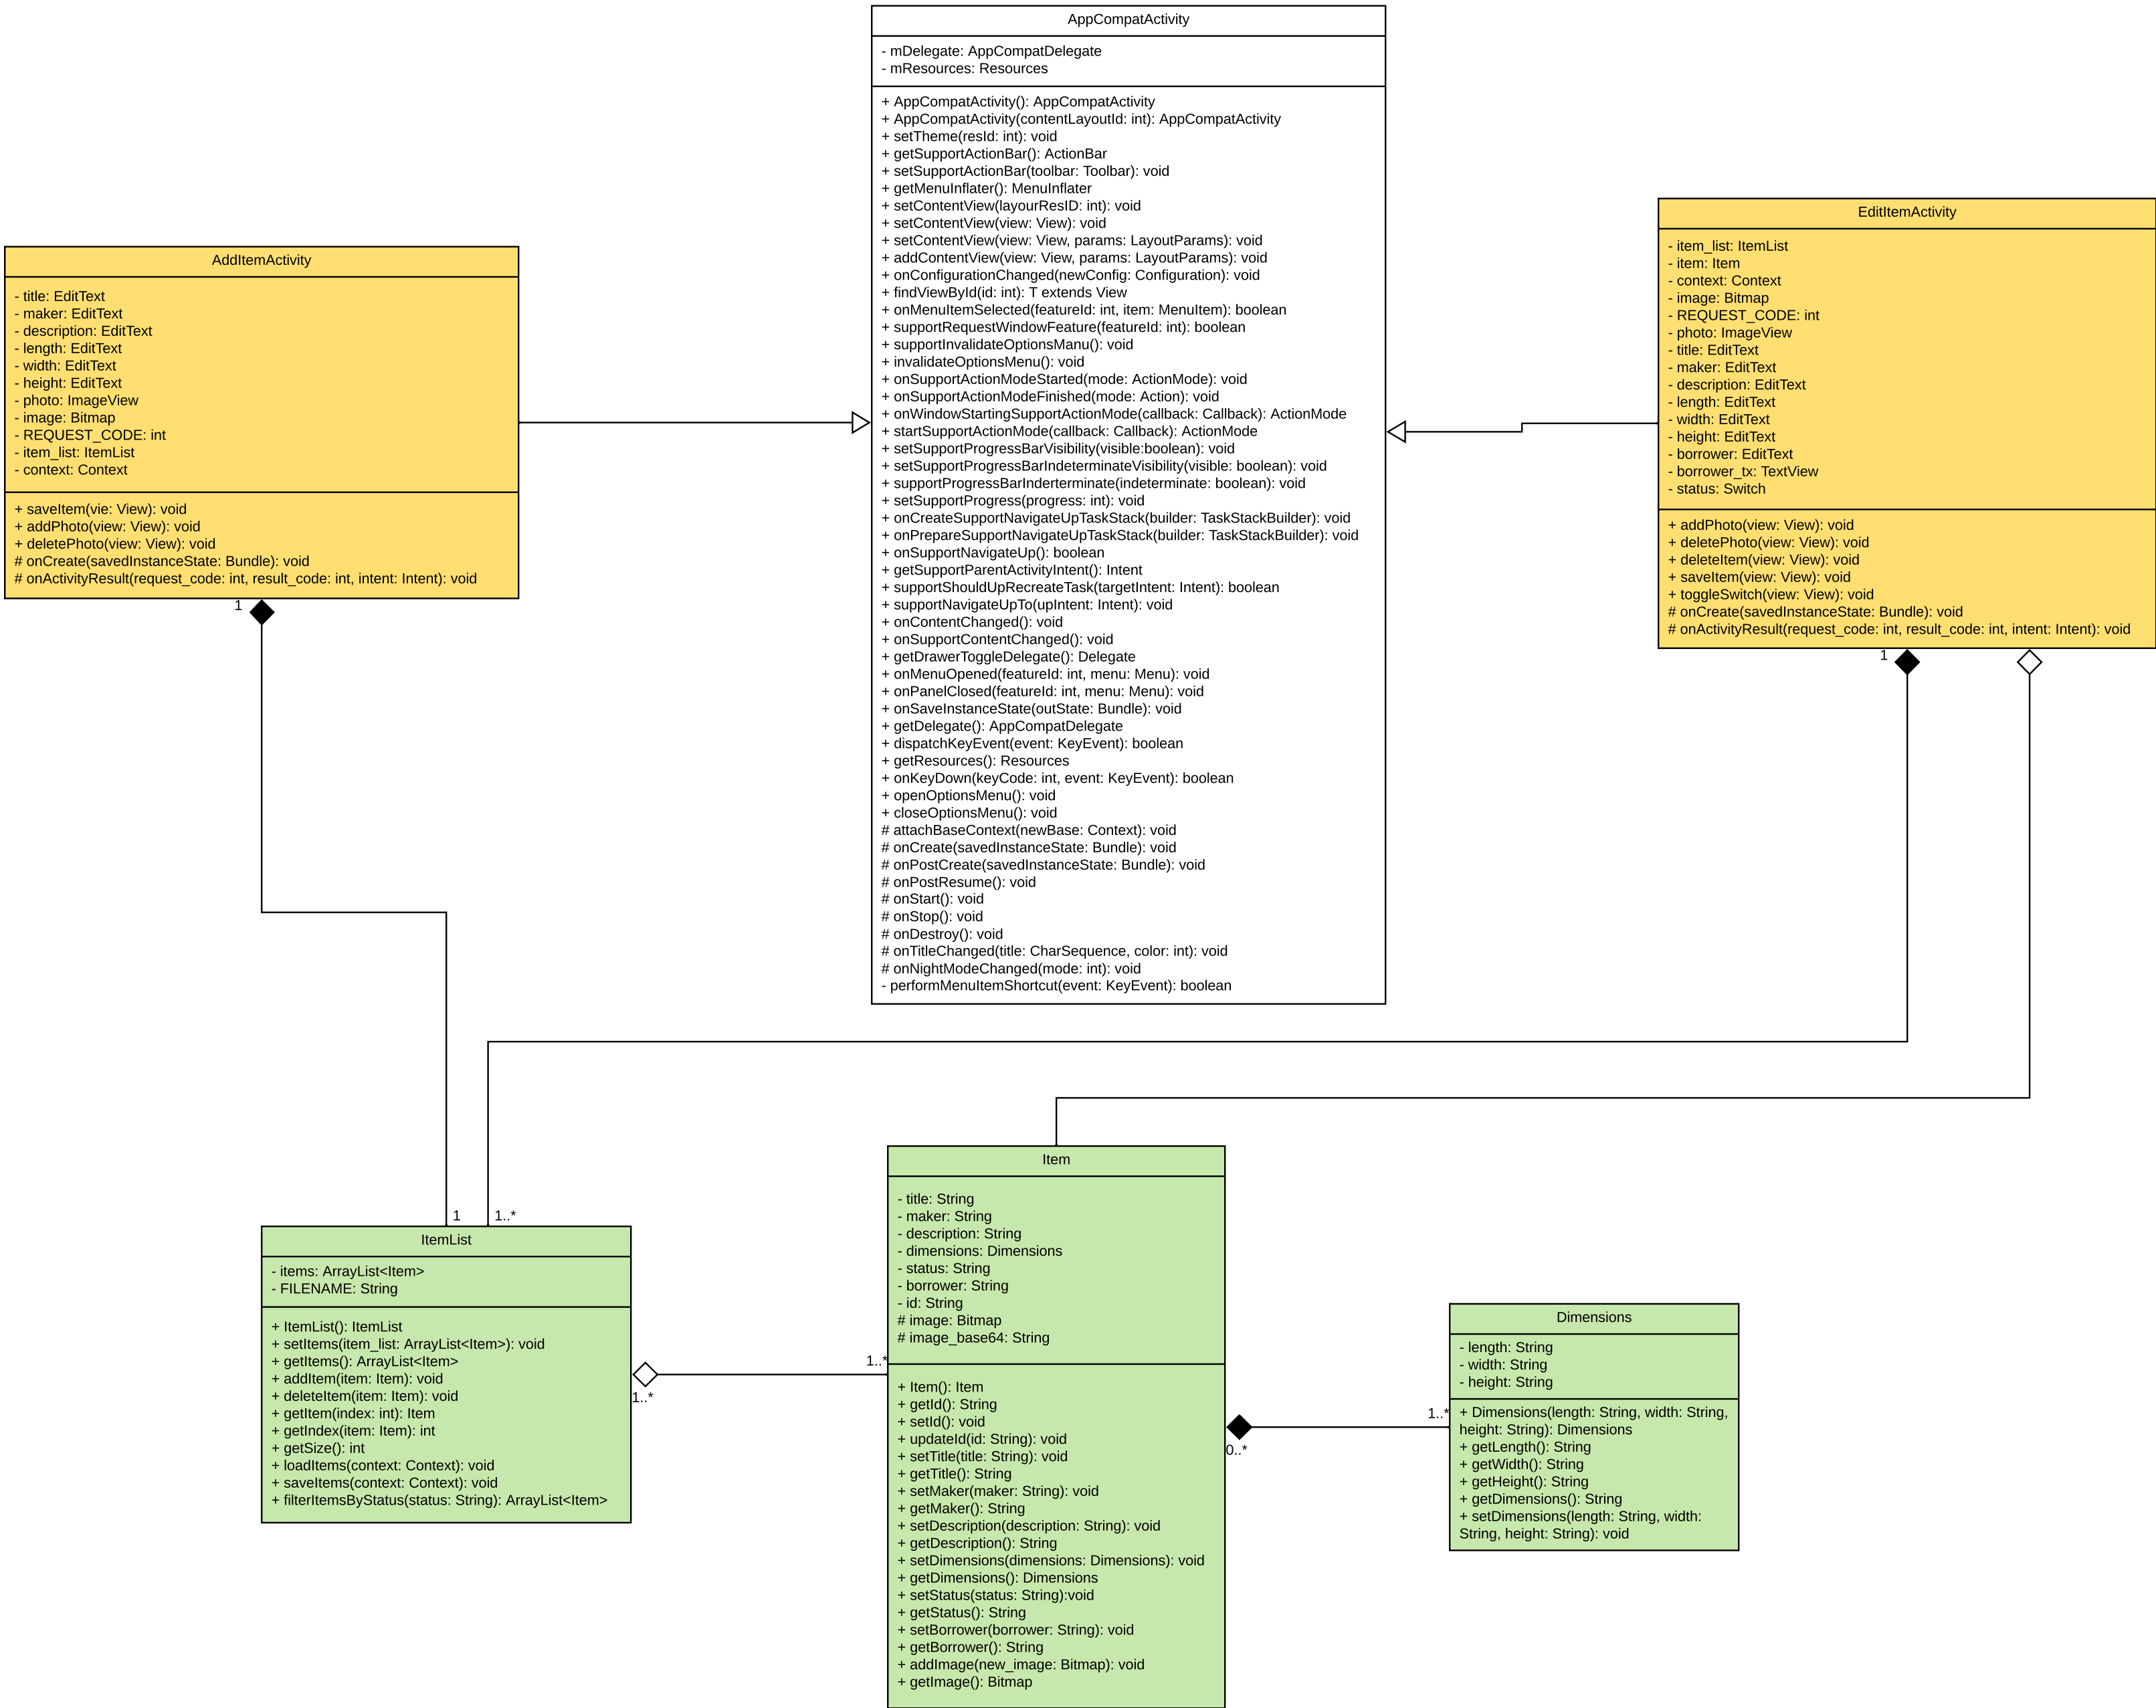 AppCompatActivity
- mDelegate: AppCompatDelegate
- mResources: Resources
+ AppCompatActivity(): AppCompatActivity
+ AppCompatActivity(contentLayoutId: int): AppCompatActivity
+ setTheme(resId: int): void
+ getSupportActionBar(): ActionBar
+ setSupportActionBar(toolbar: Toolbar): void
+ getMenuInflater(): MenuInflater
+ setContentView(layourResID: int): void
+ setContentView(view: View): void
+ setContentView(view: View, params: LayoutParams): void
+ addContentView(view: View, params: LayoutParams): void
+ onConfigurationChanged(newConfig: Configuration): void
+ findViewById(id: int): T extends View
+ onMenuItemSelected(featureId: int, item: MenuItem): boolean
+ supportRequestWindowFeature(featureId: int): boolean
+ supportInvalidateOptionsManu(): void
+ invalidateOptionsMenu(): void
+ onSupportActionModeStarted(mode: ActionMode): void
+ onSupportActionModeFinished(mode: Action): void
+ onWindowStartingSupportActionMode(callback: Callback): ActionMode
+ startSupportActionMode(callback: Callback): ActionMode
+ setSupportProgressBarVisibility(visible:boolean): void
+ setSupportProgressBarIndeterminateVisibility(visible: boolean): void
+ supportProgressBarInderterminate(indeterminate: boolean): void
+ setSupportProgress(progress: int): void
+ onCreateSupportNavigateUpTaskStack(builder: TaskStackBuilder): void
+ onPrepareSupportNavigateUpTaskStack(builder: TaskStackBuilder): void
+ onSupportNavigateUp(): boolean
+ getSupportParentActivityIntent(): Intent
+ supportShouldUpRecreateTask(targetIntent: Intent): boolean
+ supportNavigateUpTo(upIntent: Intent): void
+ onContentChanged(): void
+ onSupportContentChanged(): void
+ getDrawerToggleDelegate(): Delegate
+ onMenuOpened(featureId: int, menu: Menu): void
+ onPanelClosed(featureId: int, menu: Menu): void
+ onSaveInstanceState(outState: Bundle): void
+ getDelegate(): AppCompatDelegate
+ dispatchKeyEvent(event: KeyEvent): boolean
+ getResources(): Resources
+ onKeyDown(keyCode: int, event: KeyEvent): boolean
+ openOptionsMenu(): void
+ closeOptionsMenu(): void
# attachBaseContext(newBase: Context): void
# onCreate(savedInstanceState: Bundle): void
# onPostCreate(savedInstanceState: Bundle): void
# onPostResume(): void
# onStart(): void
# onStop(): void
# onDestroy(): void
# onTitleChanged(title: CharSequence, color: int): void
# onNightModeChanged(mode: int): void
- performMenuItemShortcut(event: KeyEvent): boolean
AddItemActivity
- title: EditText
- maker: EditText
- description: EditText
- length: EditText
- width: EditText
- height: EditText
- photo: ImageView
- image: Bitmap
- REQUEST_CODE: int
- item_list: ItemList
- context: Context
+ saveItem(vie: View): void
+ addPhoto(view: View): void
+ deletePhoto(view: View): void
# onCreate(savedInstanceState: Bundle): void
# onActivityResult(request_code: int, result_code: int, intent: Intent): void
1
EditItemActivity
- item_list: ItemList
- item: Item
- context: Context
- image: Bitmap
- REQUEST_CODE: int
- photo: ImageView
- title: EditText
- maker: EditText
- description: EditText
- length: EditText
- width: EditText
- height: EditText
- borrower: EditText
- borrower_tx: TextView
- status: Switch
+ addPhoto(view: View): void
+ deletePhoto(view: View): void
+ deleteItem(view: View): void
+ saveItem(view: View): void
+ toggleSwitch(view: View): void
# onCreate(savedInstanceState: Bundle): void
# onActivityResult(request_code: int, result_code: int, intent: Intent): void
1
1
1..*
ItemList
- items: ArrayList<Item>
- FILENAME: String
+ ItemList(): ItemList
+ setItems(item_list: ArrayList<Item>): void
+ getItems(): ArrayList<Item>
+ addItem(item: Item): void
+ deleteItem(item: Item): void
+ getItem(index: int): Item
+ getIndex(item: Item): int
+ getSize(): int
+ loadItems(context: Context): void
+ saveItems(context: Context): void
+ filterItemsByStatus(status: String): ArrayList<Item>
1..*
1..*
Item
- title: String
- maker: String
- description: String
- dimensions: Dimensions
- status: String
- borrower: String
- id: String
# image: Bitmap
# image_base64: String
+ Item(): Item
+ getId(): String
+ setId(): void
+ updateId(id: String): void
+ setTitle(title: String): void
+ getTitle(): String
+ setMaker(maker: String): void
+ getMaker(): String
+ setDescription(description: String): void
+ getDescription(): String
+ setDimensions(dimensions: Dimensions): void
+ getDimensions(): Dimensions
+ setStatus(status: String):void
+ getStatus(): String
+ setBorrower(borrower: String): void
+ getBorrower(): String
+ addImage(new_image: Bitmap): void
+ getImage(): Bitmap
0..*
1..*
Dimensions
- length: String
- width: String
- height: String
+ Dimensions(length: String, width: String,
height: String): Dimensions
+ getLength(): String
+ getWidth(): String
+ getHeight(): String
+ getDimensions(): String
+ setDimensions(length: String, width:
String, height: String): void